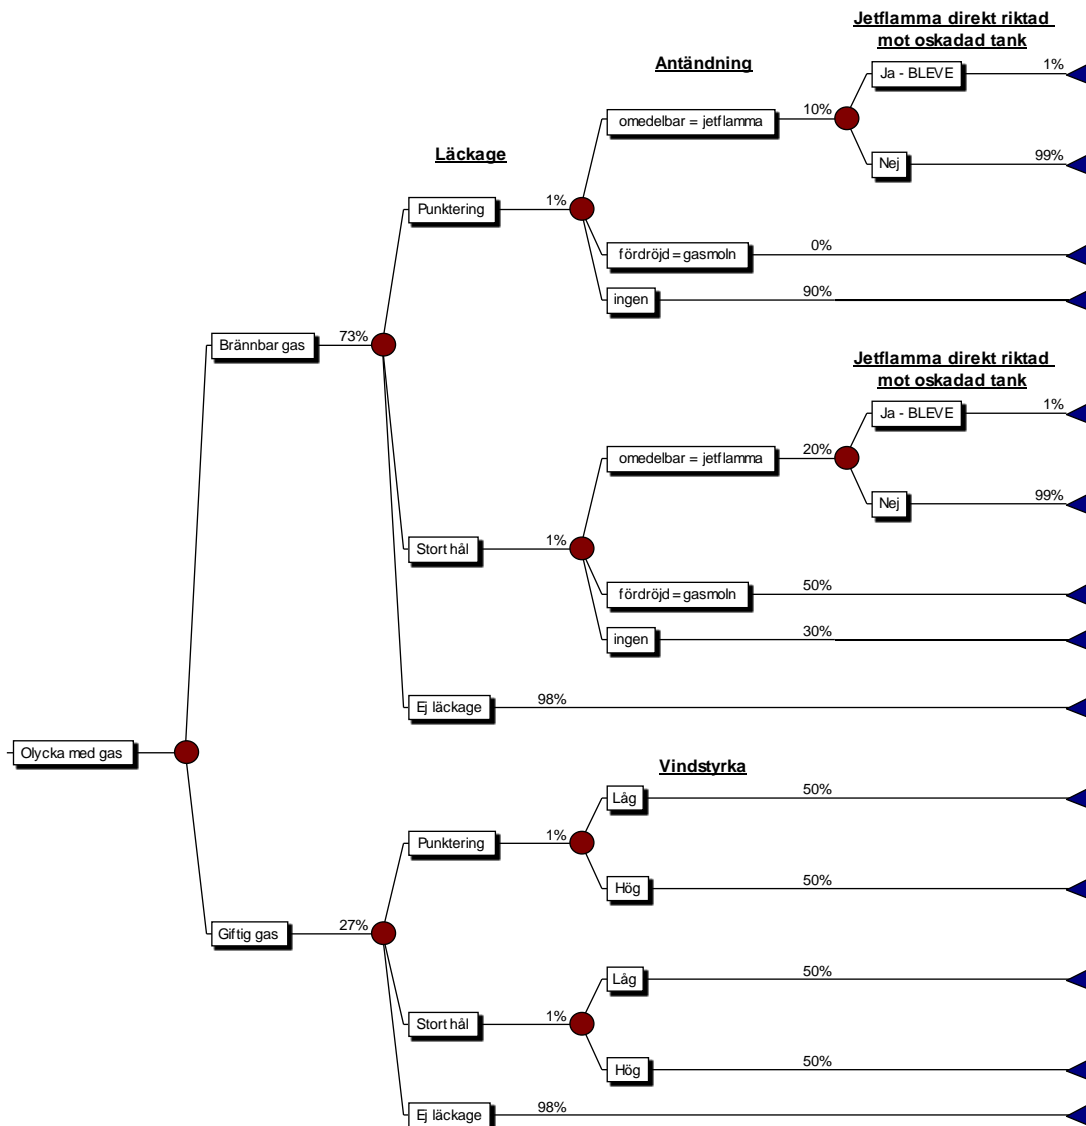 Jetflamma direkt riktad
mot oskadad tank
Antändning
Ja - BLEVE 1%
omedelbar = jetflamma 10%
Läckage
Nej 99%
Punktering 1%
fördröjd = gasmoln 0%
ingen 90%
Brännbar gas 73%
Jetflamma direkt riktad
mot oskadad tank
Ja - BLEVE 1%
omedelbar = jetflamma 20%
Nej 99%
Stort hål 1%
fördröjd = gasmoln 50%
ingen 30%
Ej läckage 98%
Olycka med gas
Vindstyrka
Låg 50%
Punktering 1%
Hög 50%
Giftig gas 27%
Låg 50%
Stort hål 1%
Hög 50%
Ej läckage 98%